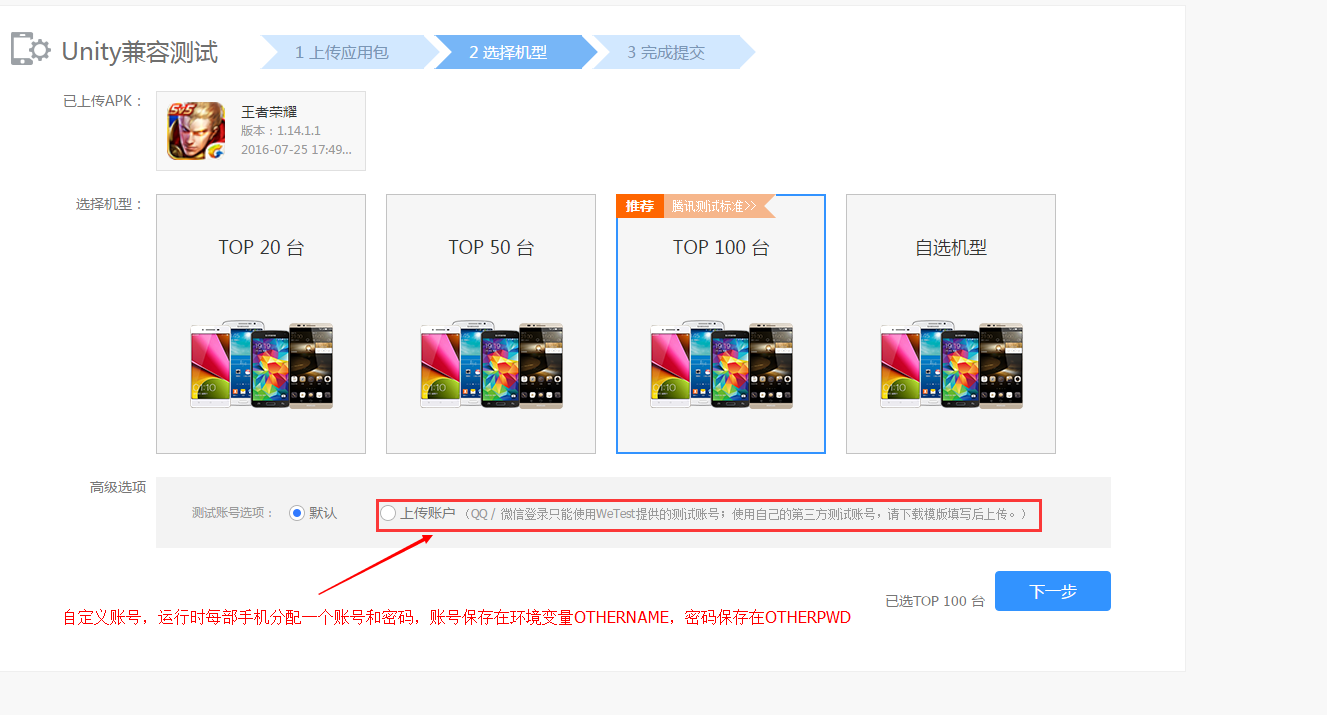 Unity兼容测试
1 上传应用包
2 选择机型
3 完成提交
已上传APK：
5v5
王者荣耀
版本：1.14.1.1
2016-07-25 17:49...
选择机型：
TOP 20 台
TOP 50 台
推荐
腾讯测试标准>>
TOP 100 台
自选机型
高级选项
测试账号选项：
默认
上传账户（QQ / 微信登录只能使用WeTest提供的测试账号；使用自己的第三方测试账号，请下载模版填写后上传。）
已选TOP 100 台
下一步
自定义账号，运行时每部手机分配一个账号和密码，账号保存在环境变量OTHERNAME，密码保存在OTHERPWD